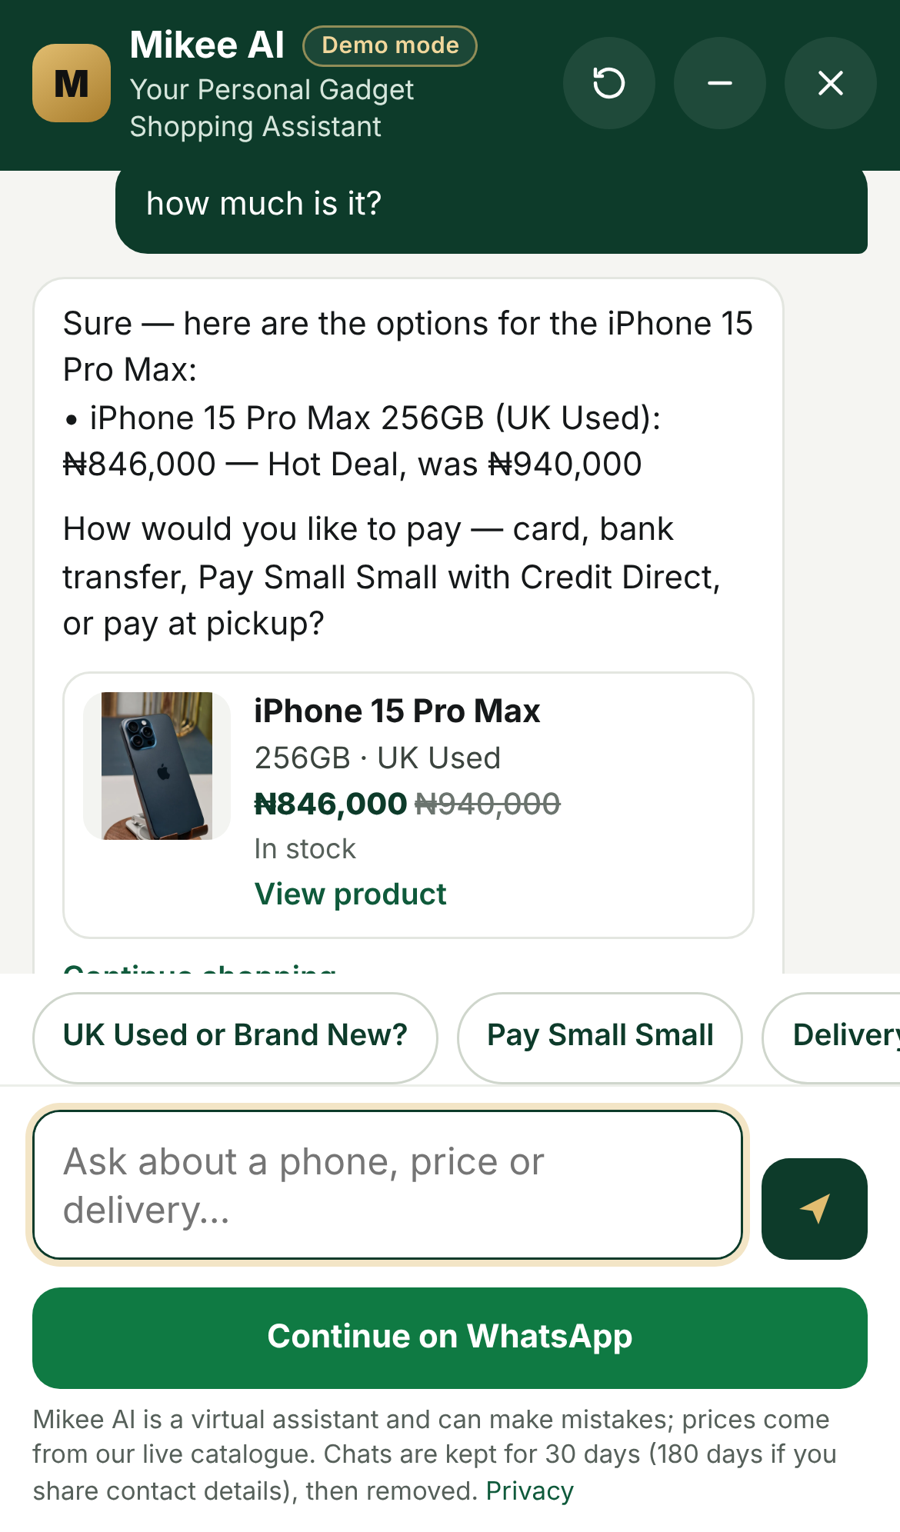 M
Mikee AI
Demo mode
Your Personal Gadget
Shopping Assistant
how much is it?
Sure — here are the options for the iPhone 15
Pro Max:
• iPhone 15 Pro Max 256GB (UK Used):
₦846,000 — Hot Deal, was ₦940,000
How would you like to pay — card, bank
transfer, Pay Small Small with Credit Direct,
or pay at pickup?
iPhone 15 Pro Max
256GB · UK Used
₦846,000 ₦940,000
In stock
View product
Continue shopping
UK Used or Brand New?
Pay Small Small
Delivery
Ask about a phone, price or
delivery...
Continue on WhatsApp
Mikee AI is a virtual assistant and can make mistakes; prices come
from our live catalogue. Chats are kept for 30 days (180 days if you
share contact details), then removed. Privacy